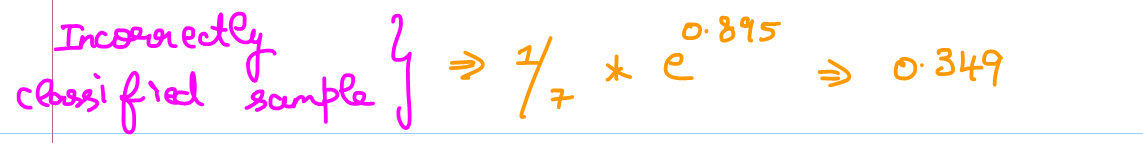 Incorrectly
classified sample } ⇒ 1/7 * e^0.895 ⇒ 0.349